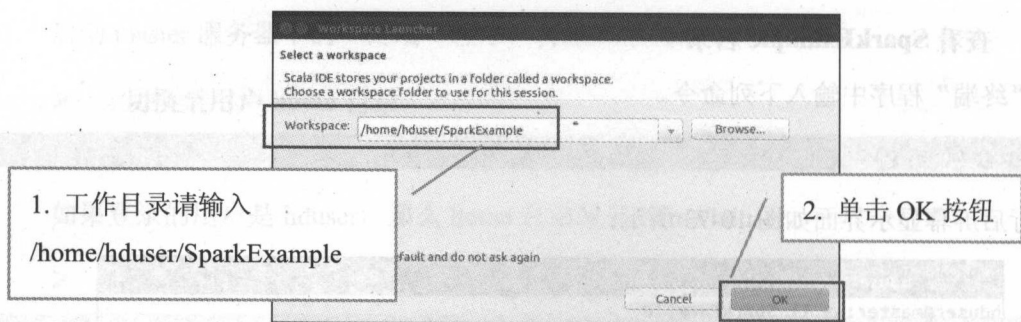 Workspace Launcher
Select a workspace
Scala IDE stores your projects in a folder called a workspace.
Choose a workspace folder to use for this session.
Workspace: /home/hduser/SparkExample Browse...
1. 工作目录请输入
/home/hduser/SparkExample
2. 单击 OK 按钮
fault and do not ask again
Cancel OK